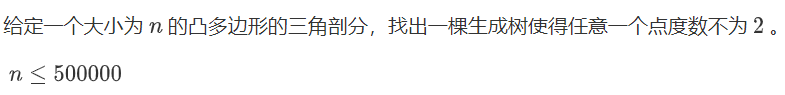 给定一个大小为 n 的凸多边形的三角剖分，找出一棵生成树使得任意一个点度数不为 2 。
n ≤ 500000